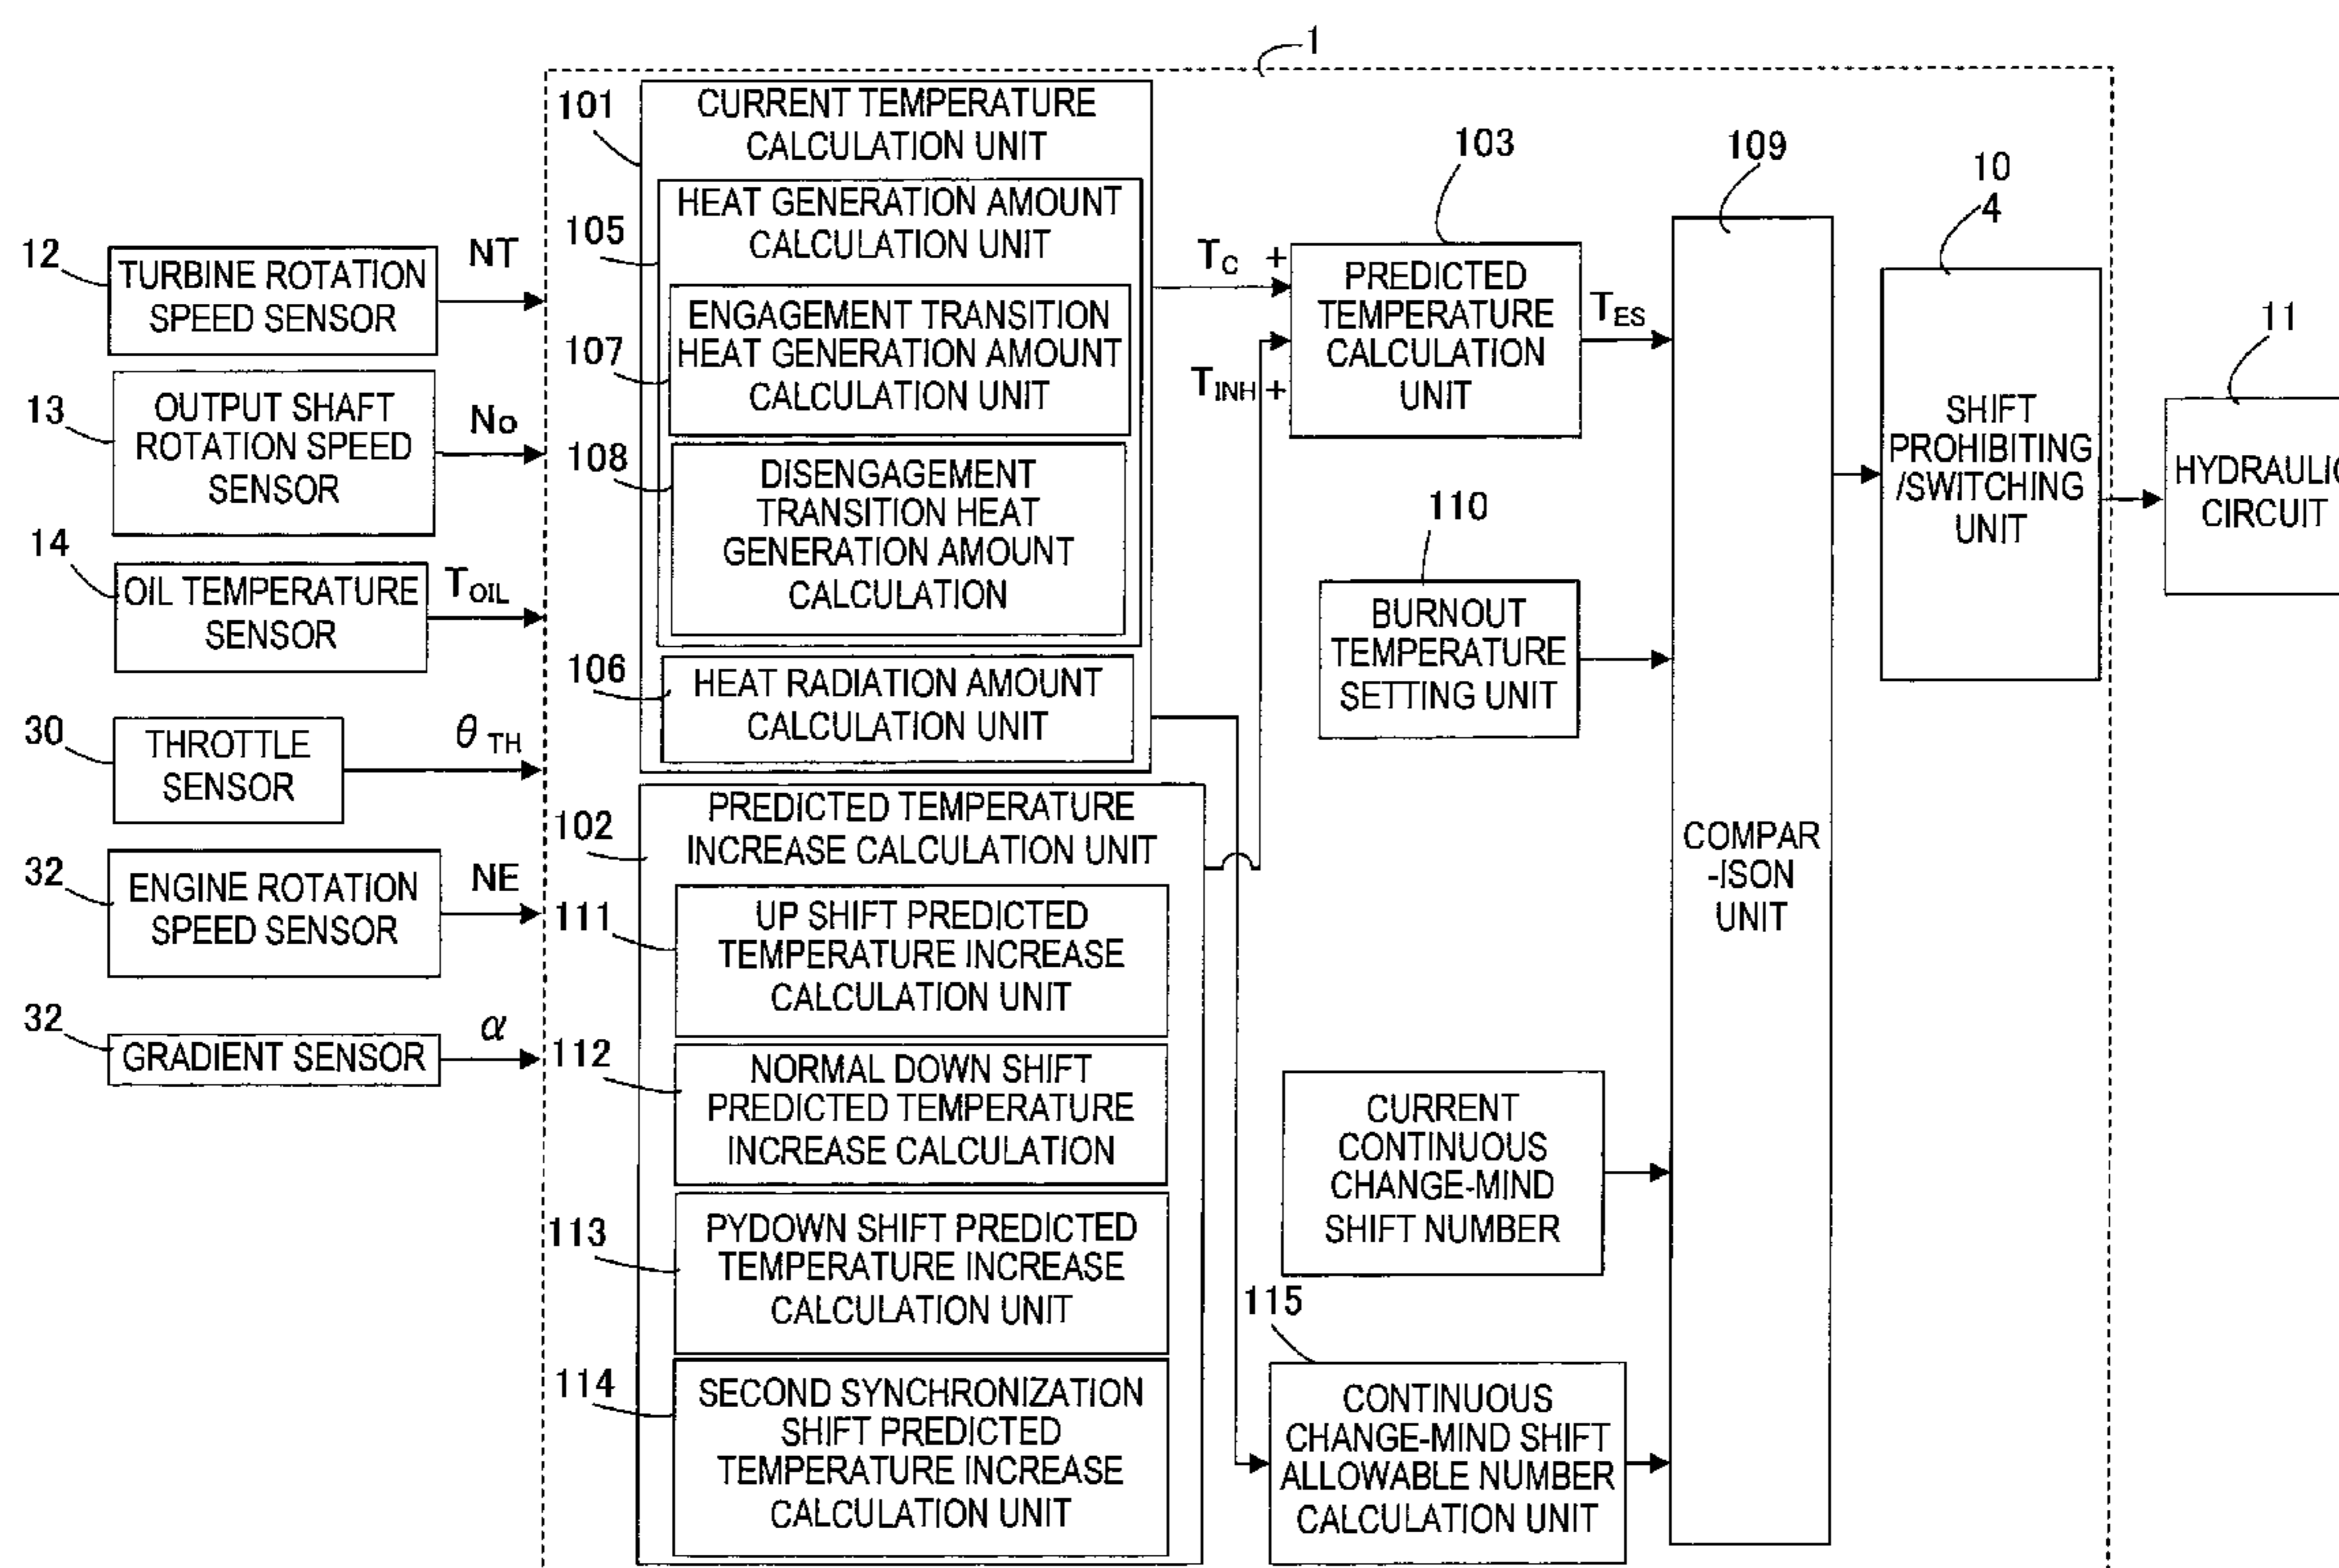 1
101
CURRENT TEMPERATURE
CALCULATION UNIT
105
HEAT GENERATION AMOUNT
CALCULATION UNIT
107
ENGAGEMENT TRANSITION
HEAT GENERATION AMOUNT
CALCULATION UNIT
108
DISENGAGEMENT
TRANSITION HEAT
GENERATION AMOUNT
CALCULATION
106
HEAT RADIATION AMOUNT
CALCULATION UNIT
12
TURBINE ROTATION
SPEED SENSOR
NT
13
OUTPUT SHAFT
ROTATION SPEED
SENSOR
No
14
OIL TEMPERATURE
SENSOR
TOIL
30
THROTTLE
SENSOR
θ TH
32
ENGINE ROTATION
SPEED SENSOR
NE
32
GRADIENT SENSOR
α
102
PREDICTED TEMPERATURE
INCREASE CALCULATION UNIT
111
UP SHIFT PREDICTED
TEMPERATURE INCREASE
CALCULATION UNIT
112
NORMAL DOWN SHIFT
PREDICTED TEMPERATURE
INCREASE CALCULATION
113
PYDOWN SHIFT PREDICTED
TEMPERATURE INCREASE
CALCULATION UNIT
114
SECOND SYNCHRONIZATION
SHIFT PREDICTED
TEMPERATURE INCREASE
CALCULATION UNIT
TC +
TINH +
103
PREDICTED
TEMPERATURE
CALCULATION
UNIT
TES
110
BURNOUT
TEMPERATURE
SETTING UNIT
CURRENT
CONTINUOUS
CHANGE-MIND
SHIFT NUMBER
115
CONTINUOUS
CHANGE-MIND SHIFT
ALLOWABLE NUMBER
CALCULATION UNIT
109
COMPAR
-ISON
UNIT
10
4
SHIFT
PROHIBITING
/SWITCHING
UNIT
11
HYDRAULIC
CIRCUIT